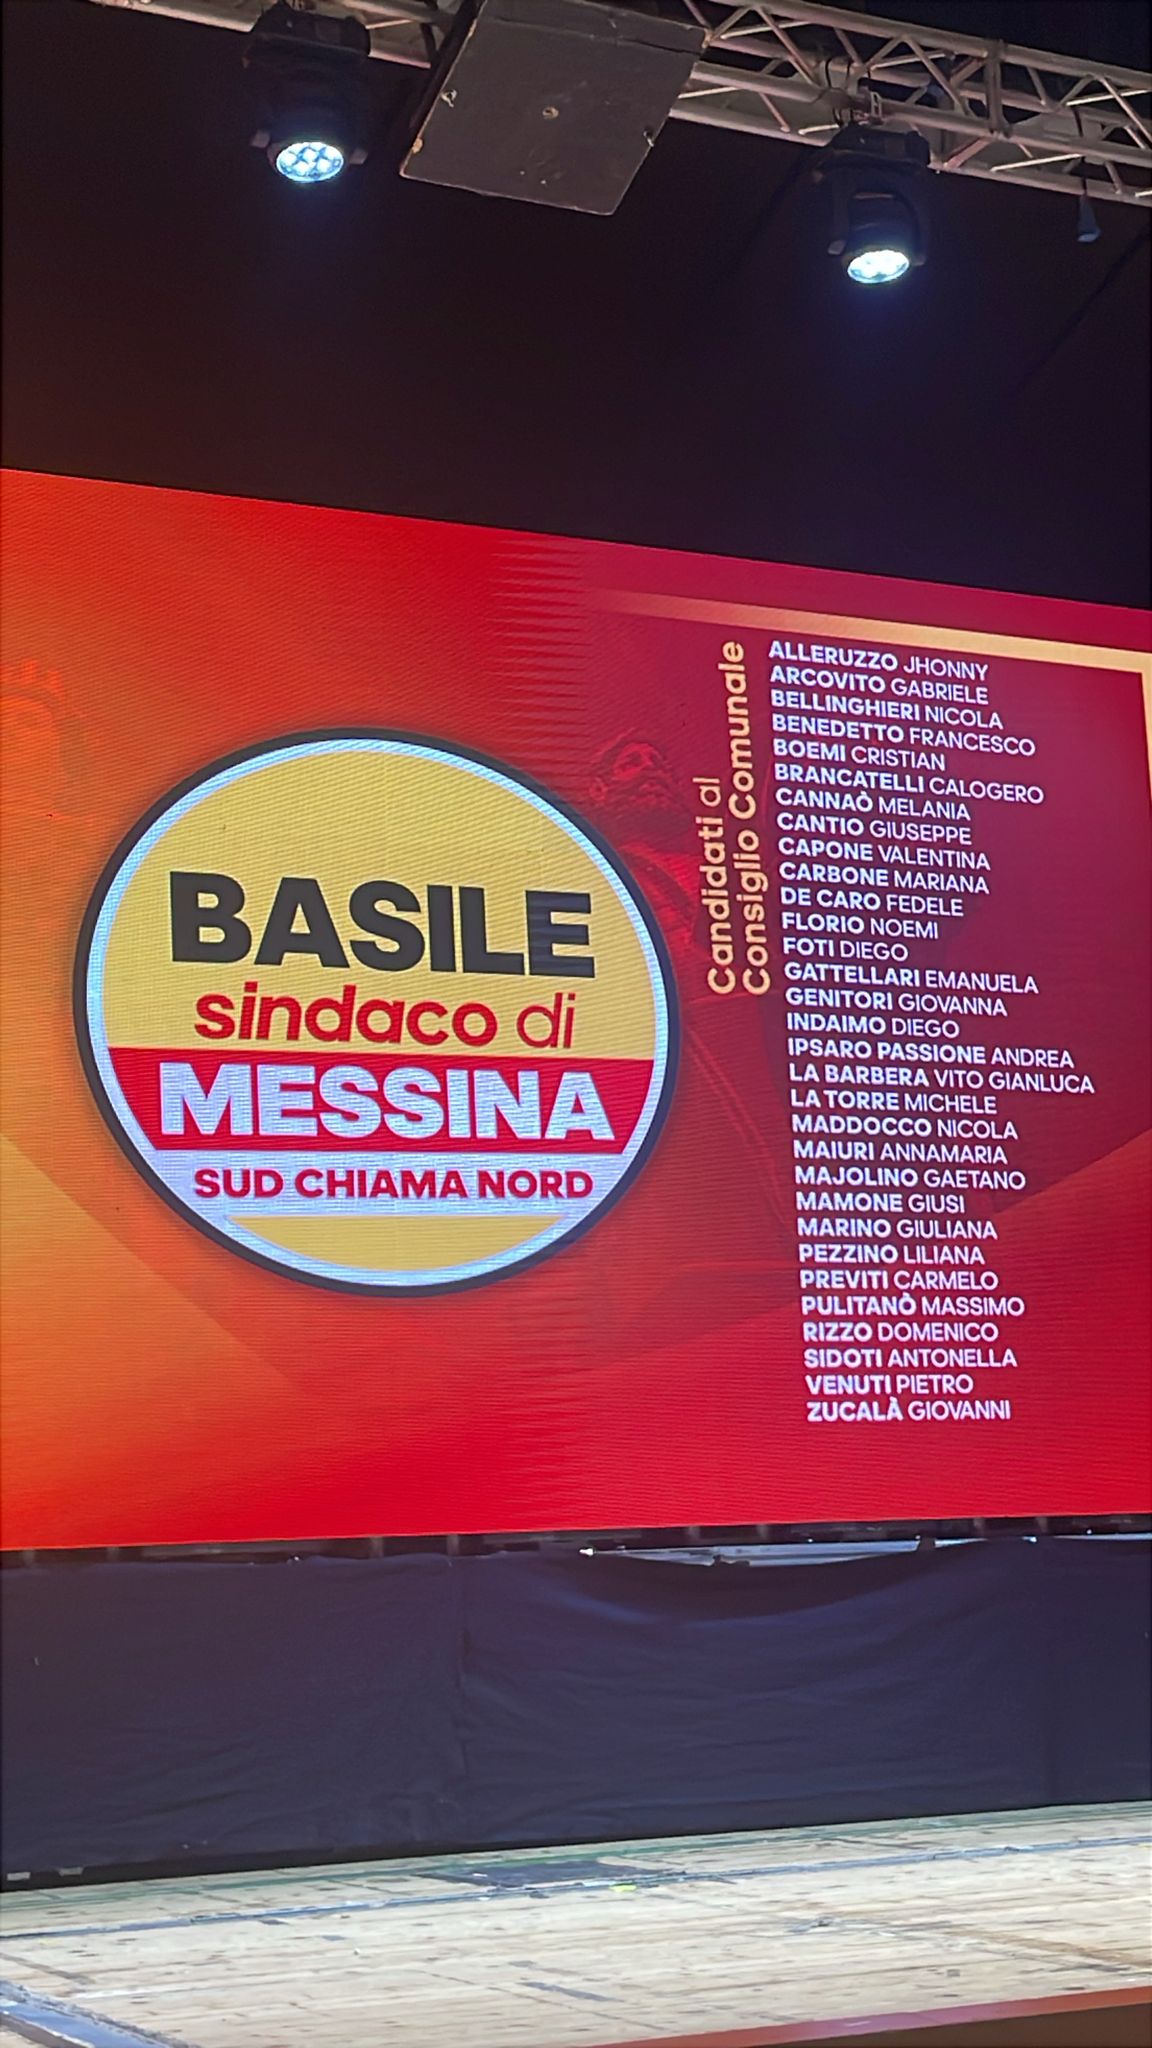 BASILE
sindaco di
MESSINA
SUD CHIAMA NORD
Candidati al
Consiglio Comunale
ALLERUZZO JHONNY
ARCOVITO GABRIELE
BELLINGHIERI NICOLA
BENEDETTO FRANCESCO
BOEMI CRISTIAN
BRANCATELLI CALOGERO
CANNAÒ MELANIA
CANTIO GIUSEPPE
CAPONE VALENTINA
CARBONE MARIANA
DE CARO FEDELE
FLORIO NOEMI
FOTI DIEGO
GATTELLARI EMANUELA
GENITORI GIOVANNA
INDAIMO DIEGO
IPSARO PASSIONE ANDREA
LA BARBERA VITO GIANLUCA
LA TORRE MICHELE
MADDOCCO NICOLA
MAIURI ANNAMARIA
MAJOLINO GAETANO
MAMONE GIUSI
MARINO GIULIANA
PEZZINO LILIANA
PREVITI CARMELO
PULITANÒ MASSIMO
RIZZO DOMENICO
SIDOTI ANTONELLA
VENUTI PIETRO
ZUCALÀ GIOVANNI